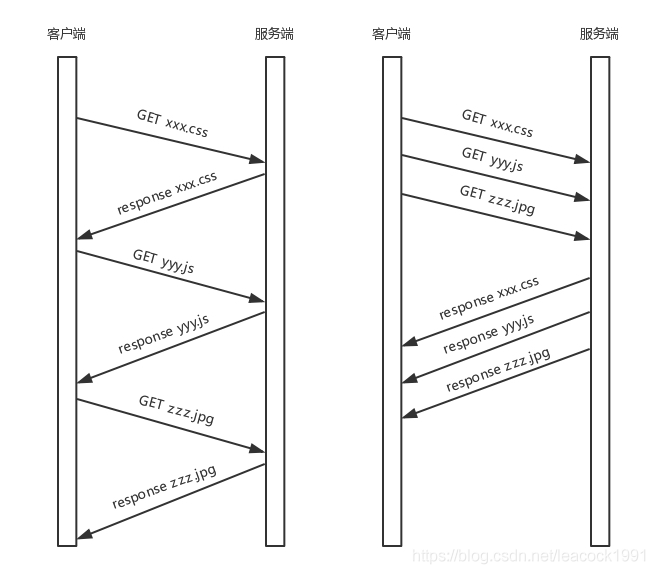 客户端
服务端
GET xxx.css
response xxx.css
GET yyy.js
response yyy.js
GET zzz.jpg
response zzz.jpg
客户端
服务端
GET xxx.css
GET yyy.js
GET zzz.jpg
response xxx.css
response yyy.js
response zzz.jpg
https://blog.csdn.net/leacock1991